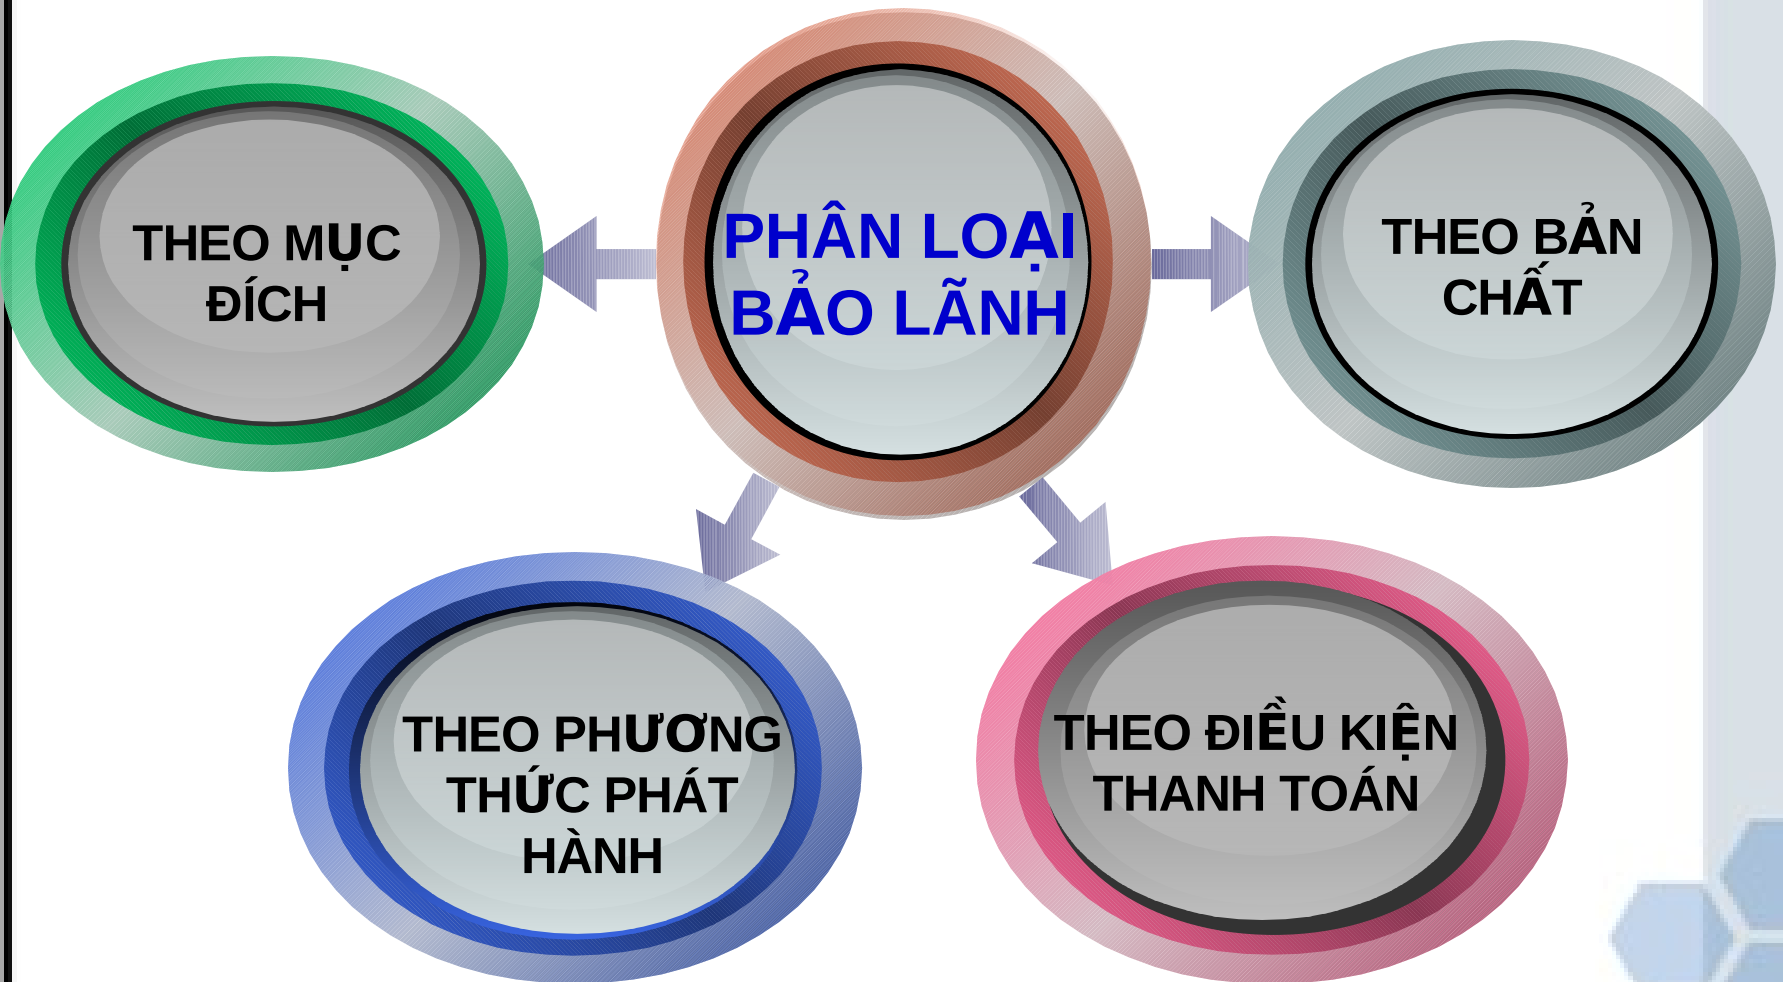 PHÂN LOẠI
BẢO LÃNH
THEO MỤC
ĐÍCH
THEO BẢN
CHẤT
THEO PHƯƠNG
THỨC PHÁT
HÀNH
THEO ĐIỀU KIỆN
THANH TOÁN